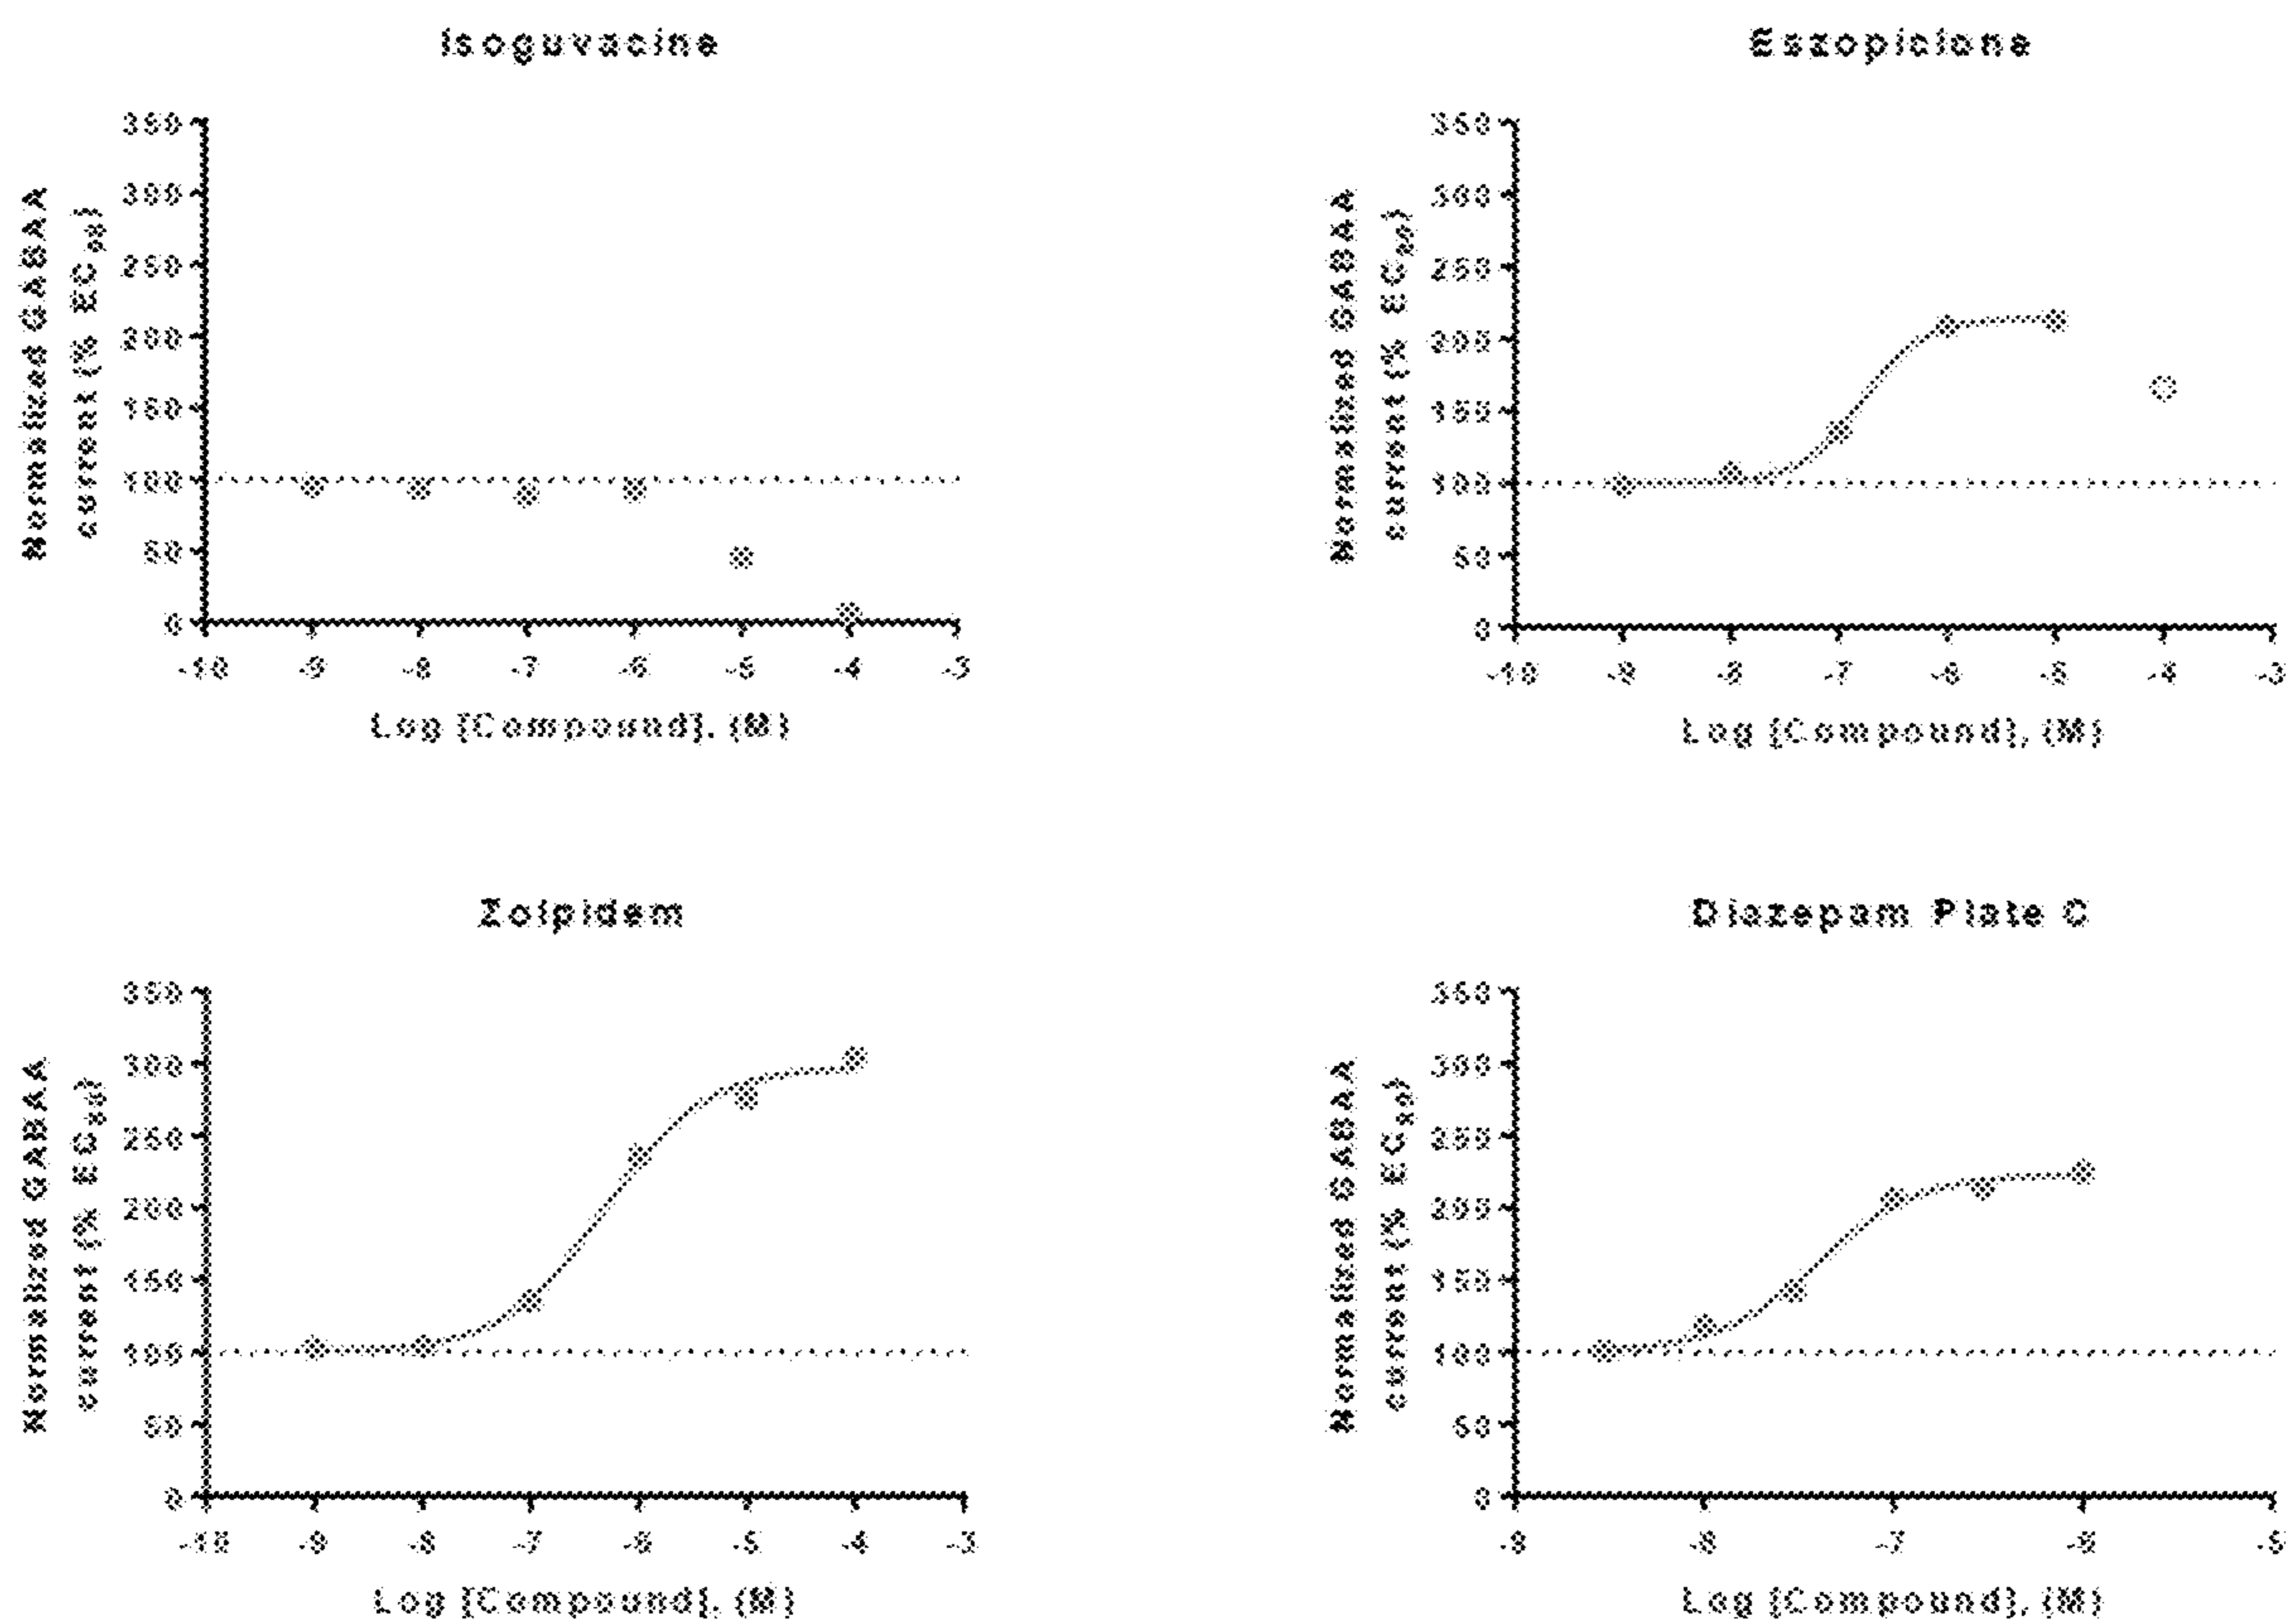 Isoguvacine
Normalized GABAA
current (% EC
350
300
250
200
150
100
50
0
-10 -9 -8 -7 -6 -5 -4 -3
Log [Compound], (M)
Eszopiclone
Normalized GABAA
current (% EC
350
300
250
200
150
100
50
0
-10 -9 -8 -7 -6 -5 -4 -3
Log [Compound], (M)
Zolpidem
Normalized GABAA
current (% EC
350
300
250
200
150
100
50
0
-10 -9 -8 -7 -6 -5 -4 -3
Log [Compound], (M)
Diazepam Plate C
Normalized GABAA
current (% EC
350
300
250
200
150
100
50
0
-9 -8 -7 -6 -5
Log [Compound], (M)